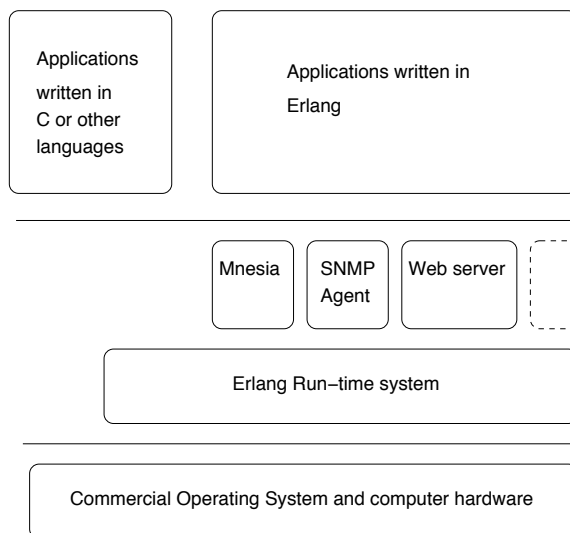 Applications
written in
C or other
languages
Applications written in
Erlang
Mnesia
SNMP
Agent
Web server
Erlang Run−time system
Commercial Operating System and computer hardware